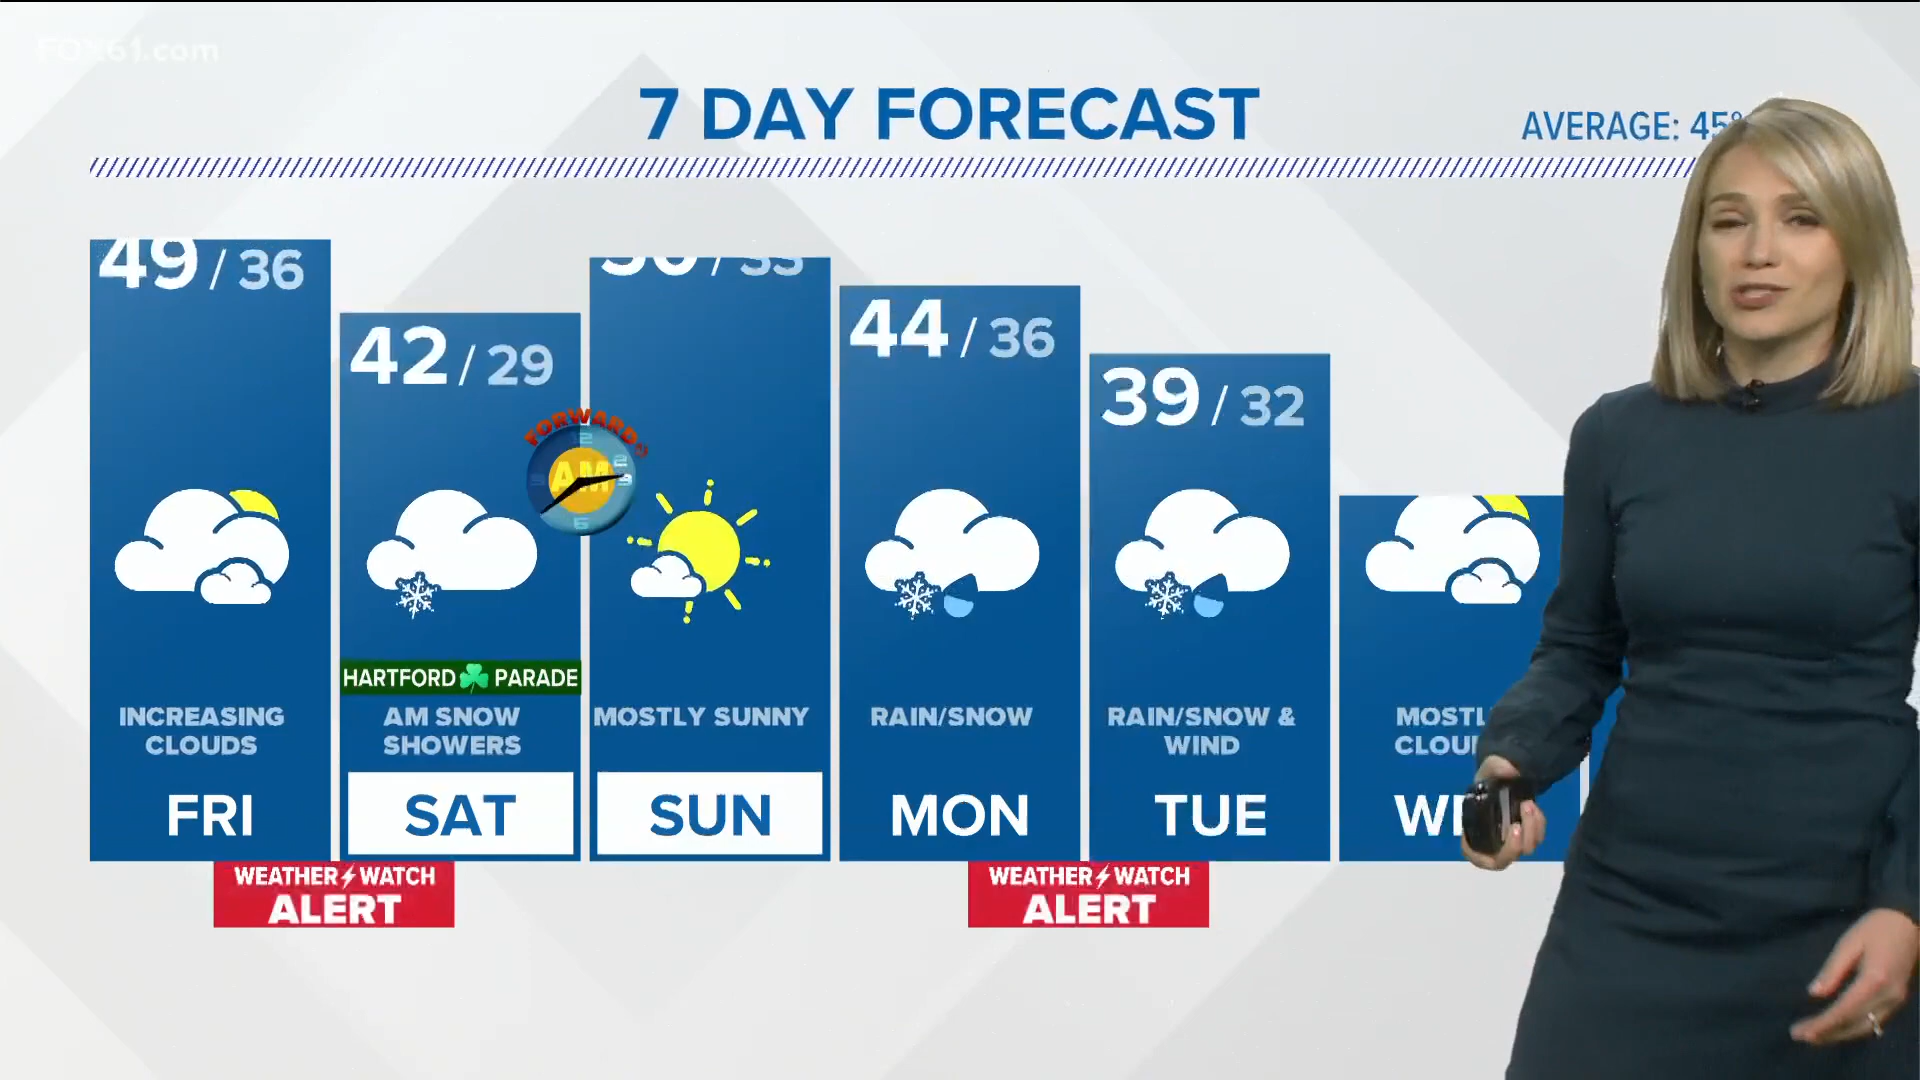 FOX61.com
7 DAY FORECAST
AVERAGE: 45°
49 / 36
INCREASING
CLOUDS
FRI
42 / 29
HARTFORD PARADE
AM SNOW
SHOWERS
SAT
FORWARD
AM
MOSTLY SUNNY
SUN
44 / 36
RAIN/SNOW
MON
39 / 32
RAIN/SNOW &
WIND
TUE
WEATHER WATCH
ALERT
WEATHER WATCH
ALERT